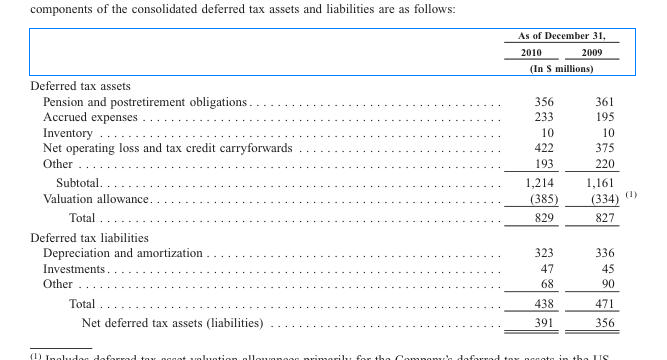 components of the consolidated deferred tax assets and liabilities are as follows:
As of December 31,
2010 2009
(In $ millions)
Deferred tax assets
Pension and postretirement obligations 356 361
Accrued expenses 233 195
Inventory 10 10
Net operating loss and tax credit carryforwards 422 375
Other 193 220
Subtotal 1,214 1,161
Valuation allowance (385) (334) (1)
Total 829 827
Deferred tax liabilities
Depreciation and amortization 323 336
Investments 47 45
Other 68 90
Total 438 471
Net deferred tax assets (liabilities) 391 356
(1) Includes deferred tax asset valuation allowances primarily for the Company's deferred tax assets in the US